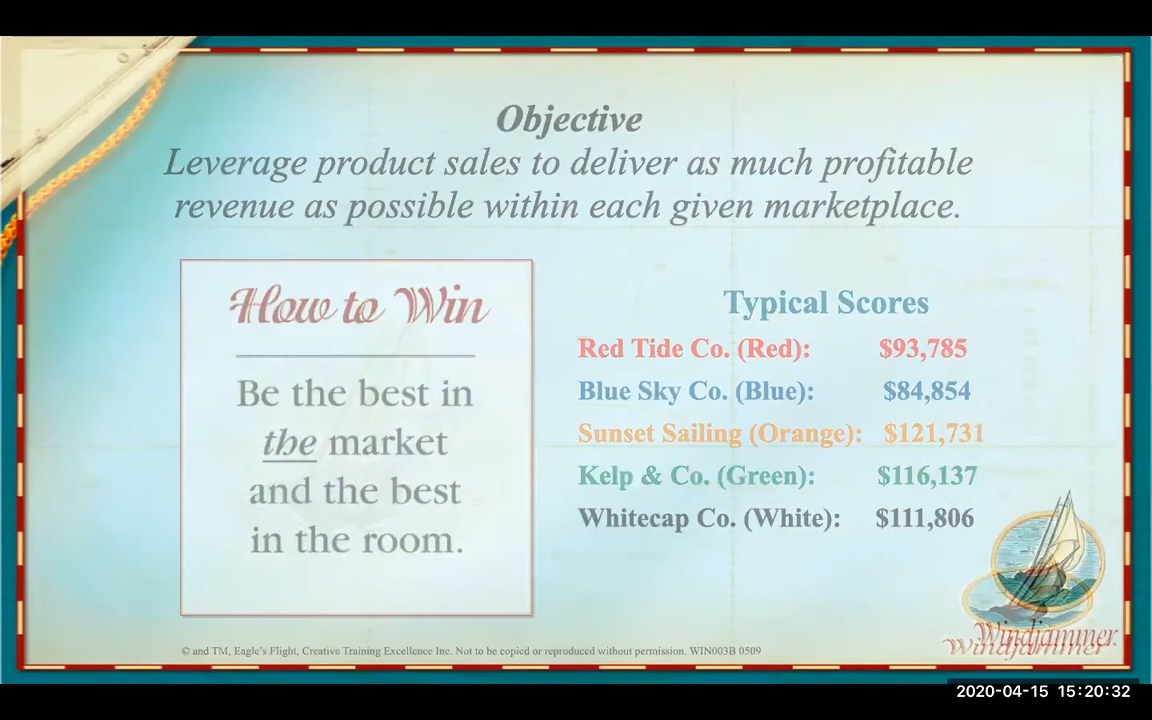 Objective
Leverage product sales to deliver as much profitable
revenue as possible within each given marketplace.
How to Win
Be the best in
the market
and the best
in the room.
Typical Scores
Red Tide Co. (Red): $93,785
Blue Sky Co. (Blue): $84,854
Sunset Sailing (Orange): $121,731
Kelp & Co. (Green): $116,137
Whitecap Co. (White): $111,806
Windjammer
Windjammer
© and TM, Eagle's Flight, Creative Training Excellence Inc. Not to be copied or reproduced without permission. WIN003B 0509
2020-04-15 15:20:32